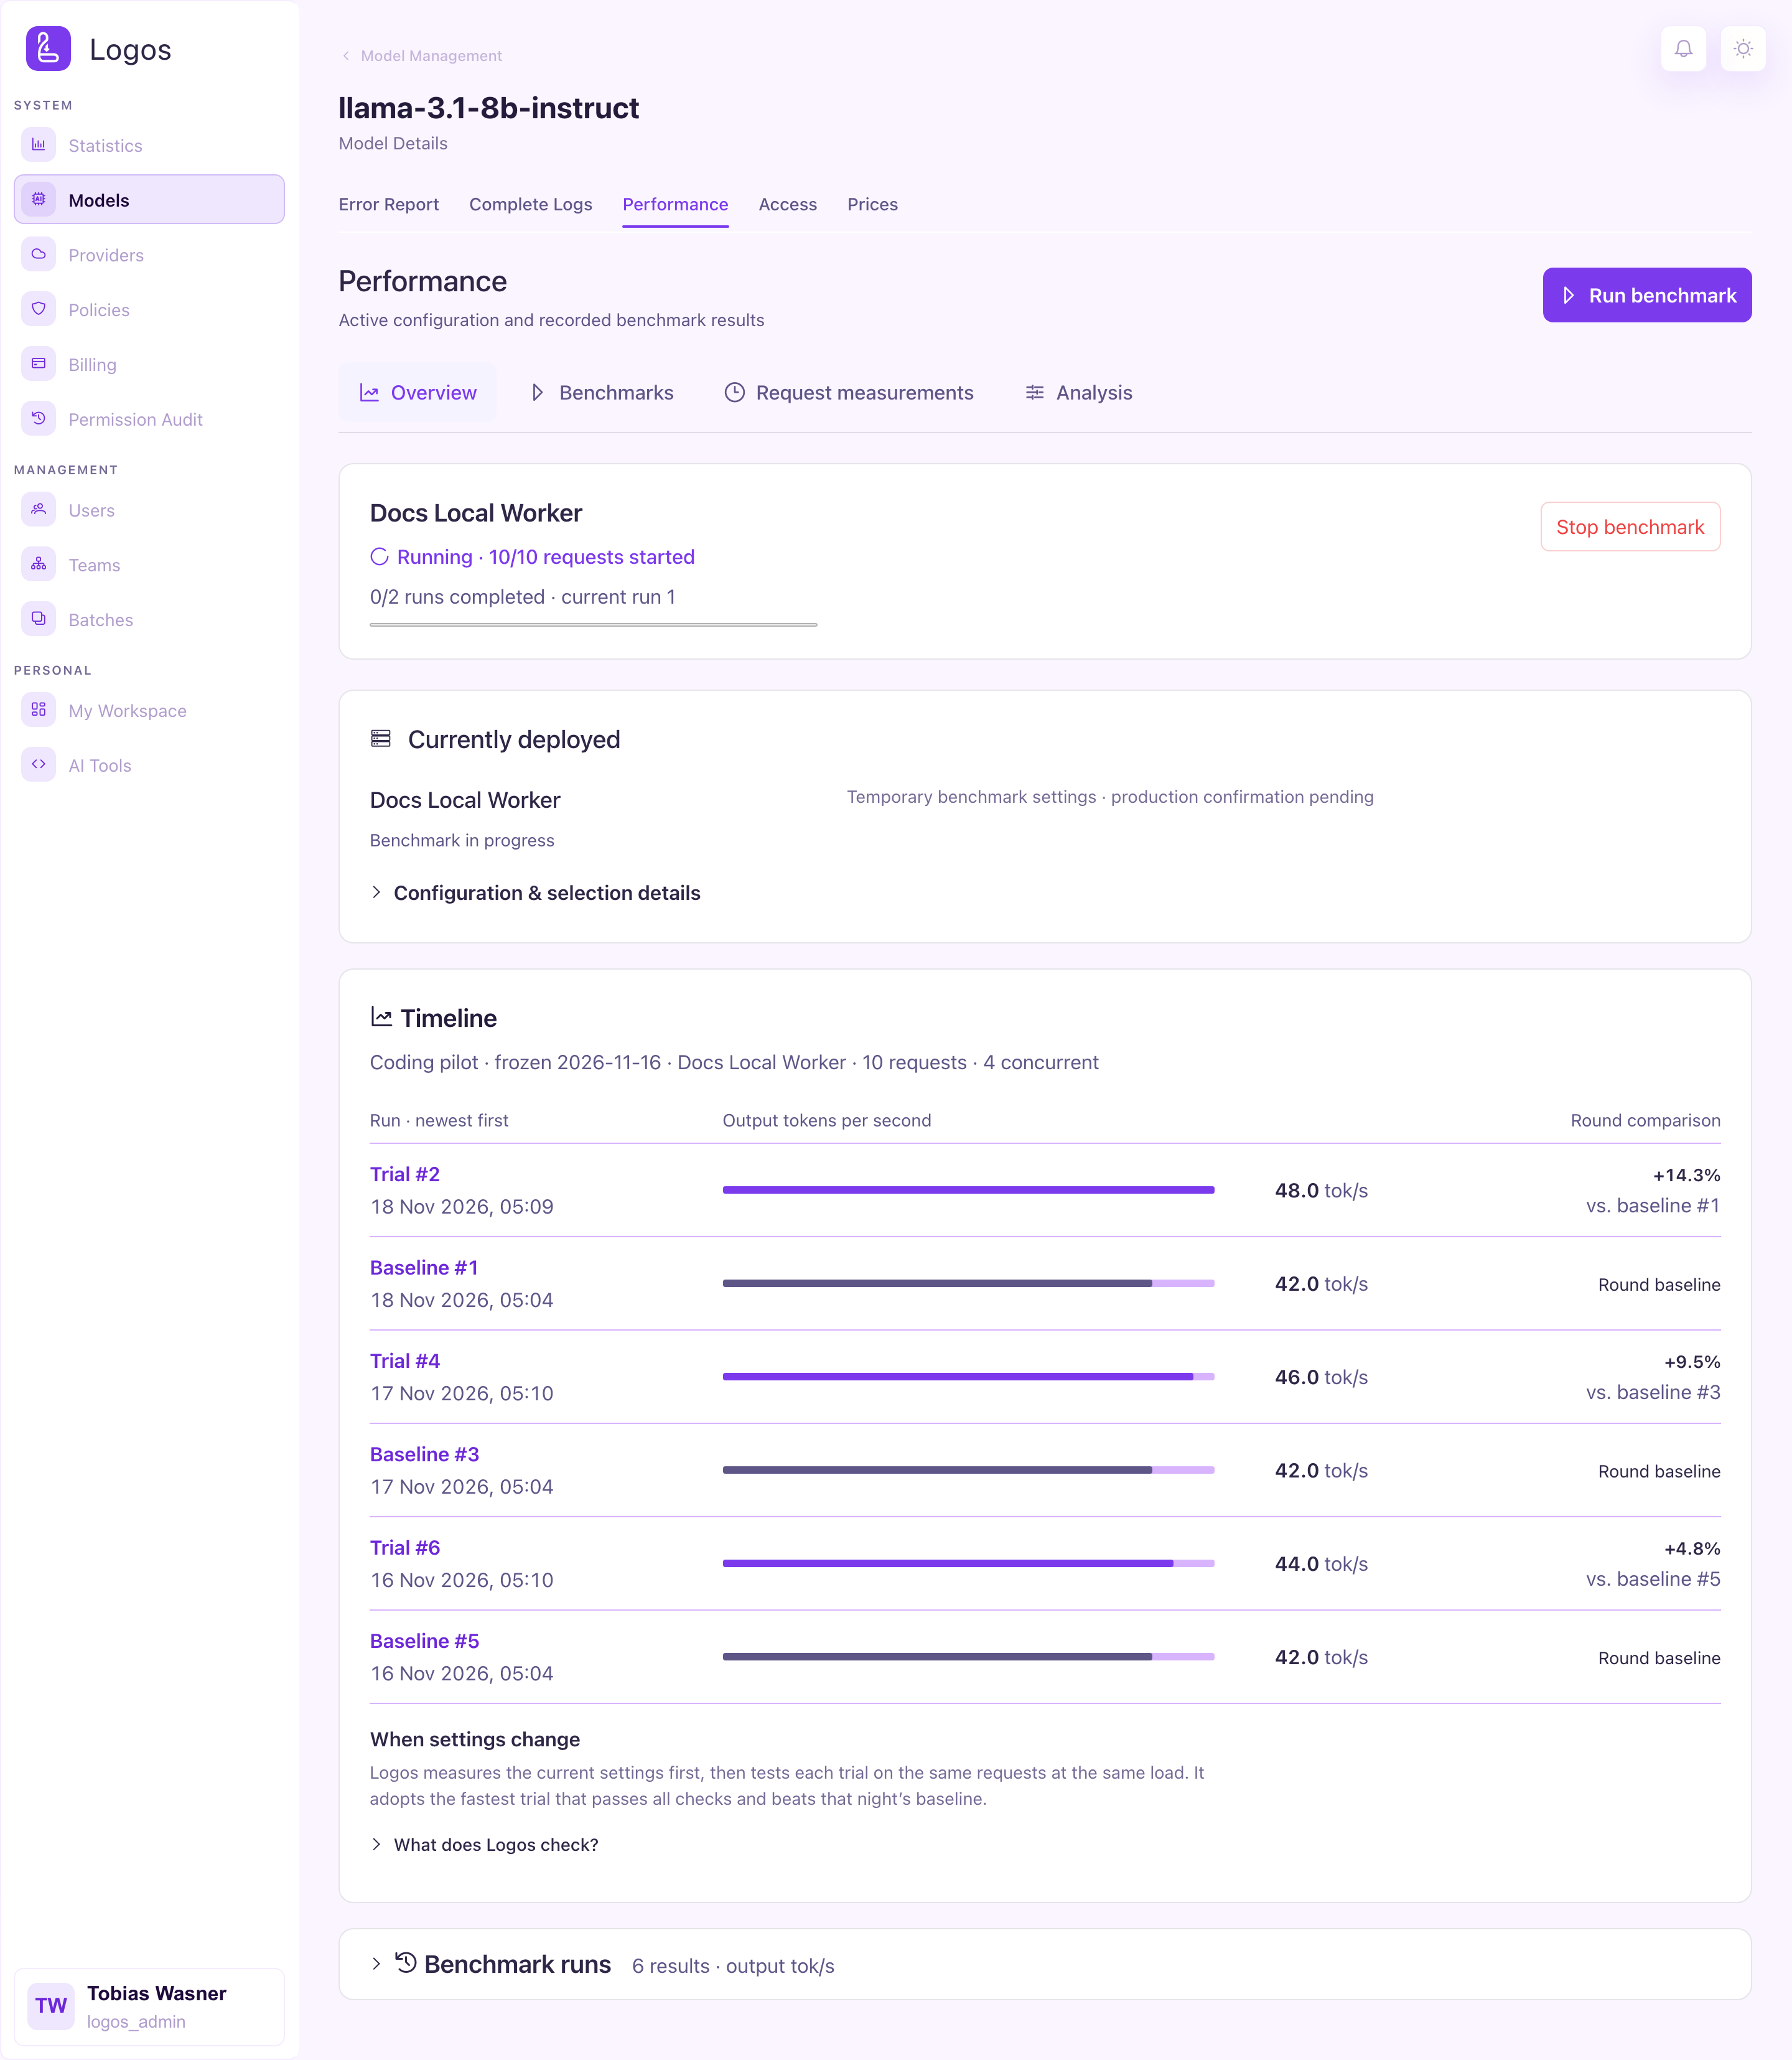 Logos
SYSTEM
Statistics
Models
Providers
Policies
Billing
Permission Audit
MANAGEMENT
Users
Teams
Batches
PERSONAL
My Workspace
AI Tools
TW
Tobias Wasner
logos_admin
Model Management
llama-3.1-8b-instruct
Model Details
Error Report
Complete Logs
Performance
Access
Prices
Performance
Active configuration and recorded benchmark results
Run benchmark
Overview
Benchmarks
Request measurements
Analysis
Docs Local Worker
Running · 10/10 requests started
0/2 runs completed · current run 1
Stop benchmark
Currently deployed
Docs Local Worker
Temporary benchmark settings · production confirmation pending
Benchmark in progress
Configuration & selection details
Timeline
Coding pilot · frozen 2026-11-16 · Docs Local Worker · 10 requests · 4 concurrent
Run · newest first
Output tokens per second
Round comparison
Trial #2
18 Nov 2026, 05:09
48.0 tok/s
+14.3%
vs. baseline #1
Baseline #1
18 Nov 2026, 05:04
42.0 tok/s
Round baseline
Trial #4
17 Nov 2026, 05:10
46.0 tok/s
+9.5%
vs. baseline #3
Baseline #3
17 Nov 2026, 05:04
42.0 tok/s
Round baseline
Trial #6
16 Nov 2026, 05:10
44.0 tok/s
+4.8%
vs. baseline #5
Baseline #5
16 Nov 2026, 05:04
42.0 tok/s
Round baseline
When settings change
Logos measures the current settings first, then tests each trial on the same requests at the same load. It
adopts the fastest trial that passes all checks and beats that night’s baseline.
What does Logos check?
Benchmark runs
6 results · output tok/s